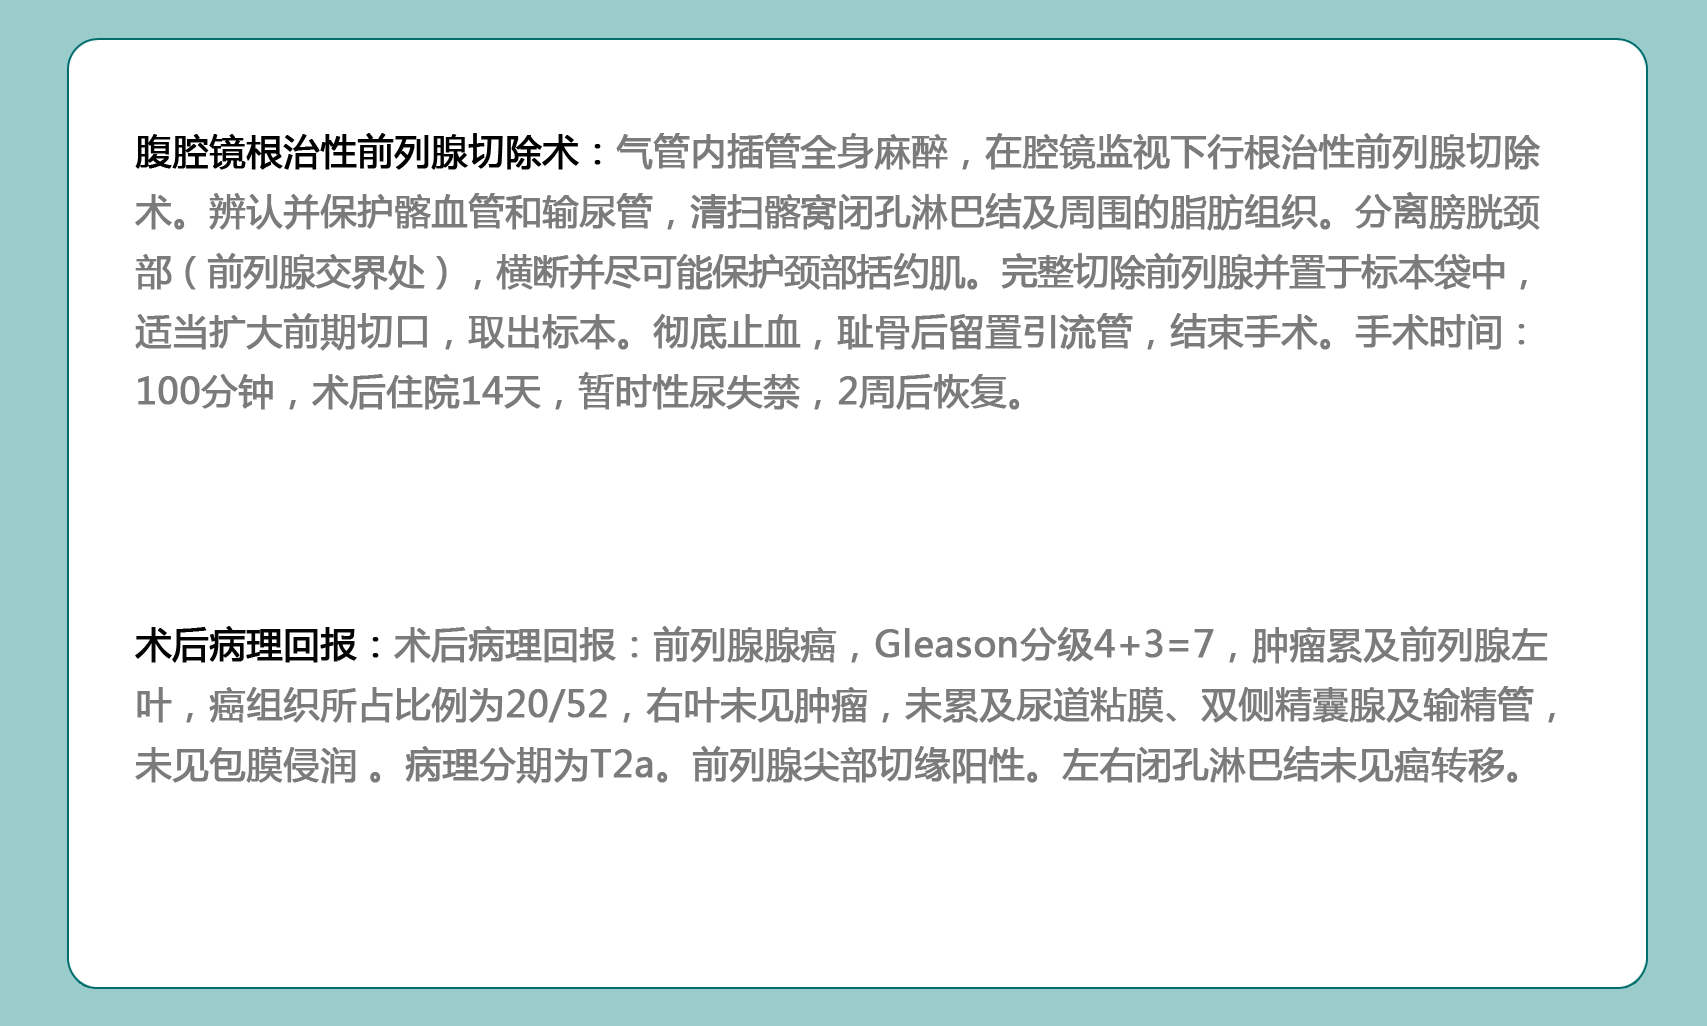 腹腔镜根治性前列腺切除术：气管内插管全身麻醉，在腔镜监视下行根治性前列腺切除
术。辨认并保护髂血管和输尿管，清扫髂窝闭孔淋巴结及周围的脂肪组织。分离膀胱颈
部（前列腺交界处），横断并尽可能保护颈部括约肌。完整切除前列腺并置于标本袋中，
适当扩大前期切口，取出标本。彻底止血，耻骨后留置引流管，结束手术。手术时间：
100分钟，术后住院14天，暂时性尿失禁，2周后恢复。
术后病理回报：术后病理回报：前列腺腺癌，Gleason分级4+3=7，肿瘤累及前列腺左
叶，癌组织所占比例为20/52，右叶未见肿瘤，未累及尿道粘膜、双侧精囊腺及输精管，
未见包膜侵润 。病理分期为T2a。前列腺尖部切缘阳性。左右闭孔淋巴结未见癌转移。